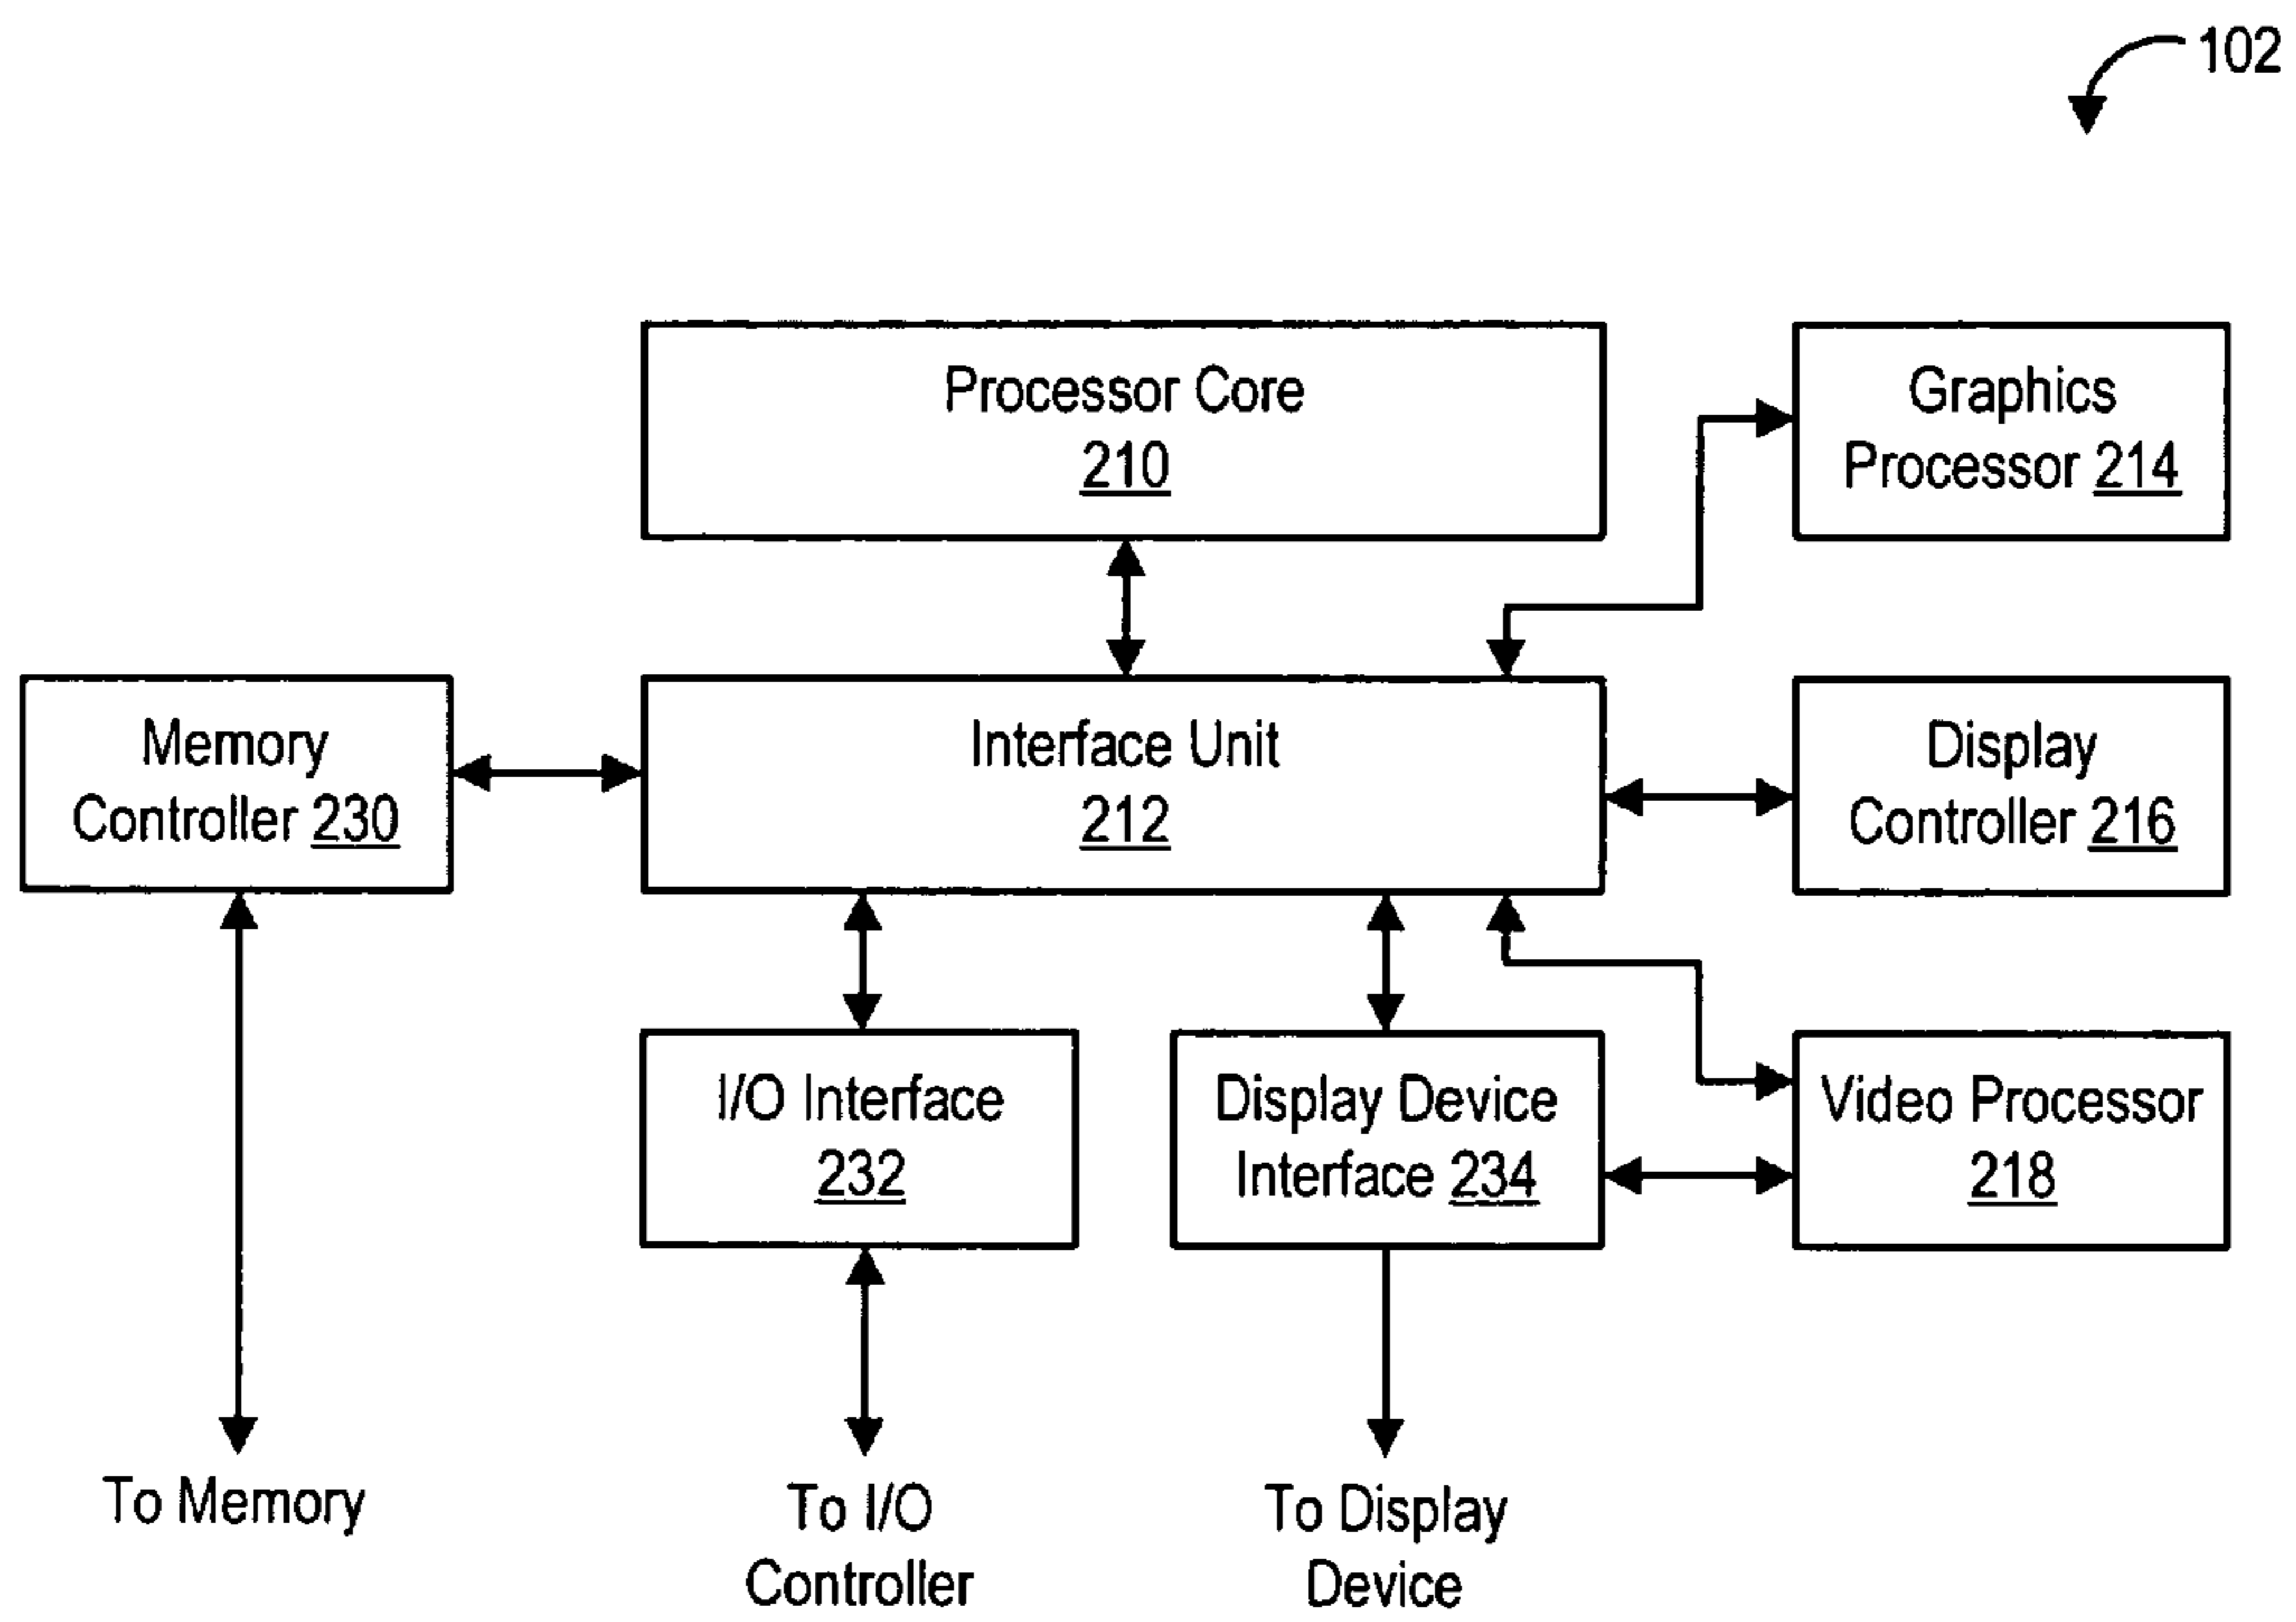 102
Processor Core
210
Graphics
Processor 214
Memory
Controller 230
Interface Unit
212
Display
Controller 216
I/O Interface
232
Display Device
Interface 234
Video Processor
218
To Memory
To I/O
Controller
To Display
Device